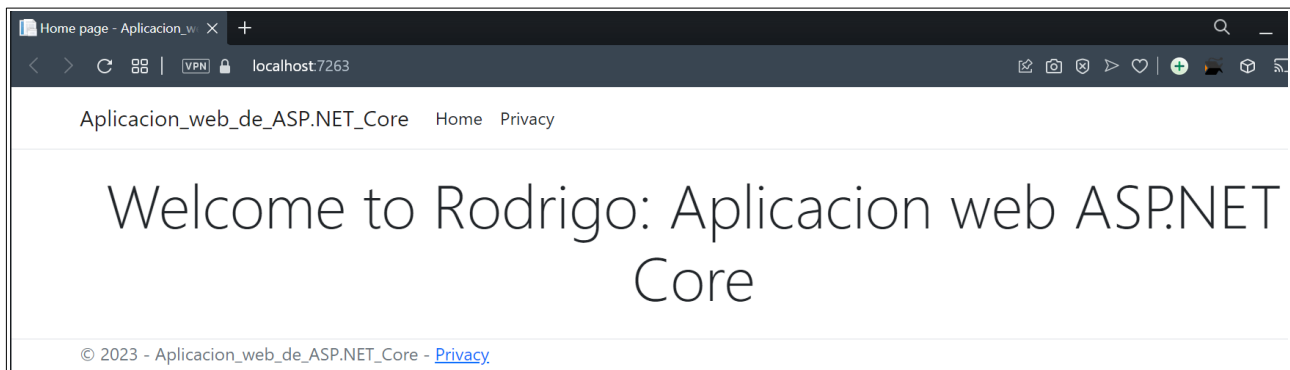 Home page - Aplicacion_w
VPN localhost:7263
Aplicacion_web_de_ASP.NET_Core Home Privacy
Welcome to Rodrigo: Aplicacion web ASP.NET
Core
© 2023 - Aplicacion_web_de_ASP.NET_Core - Privacy